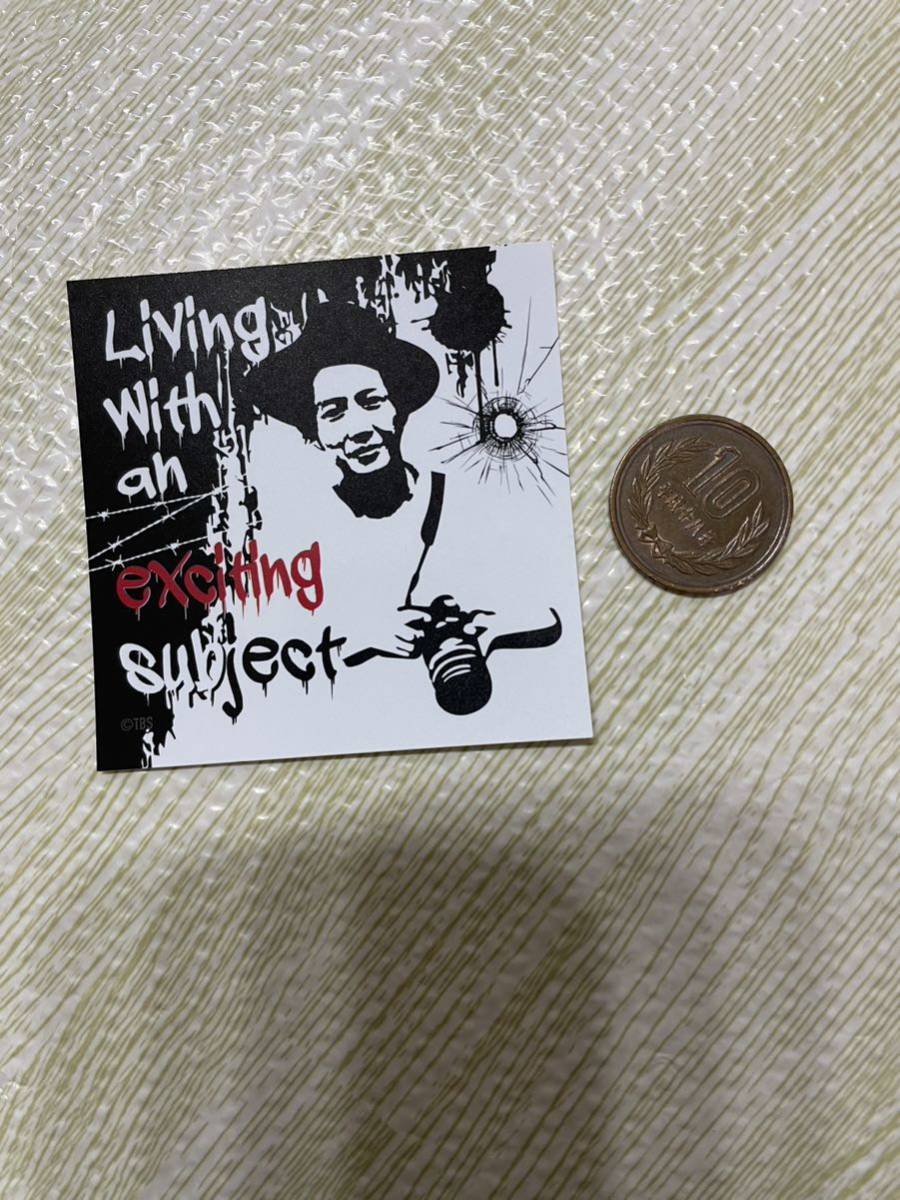 Living
With
an
exciting
subject
©TBS
10